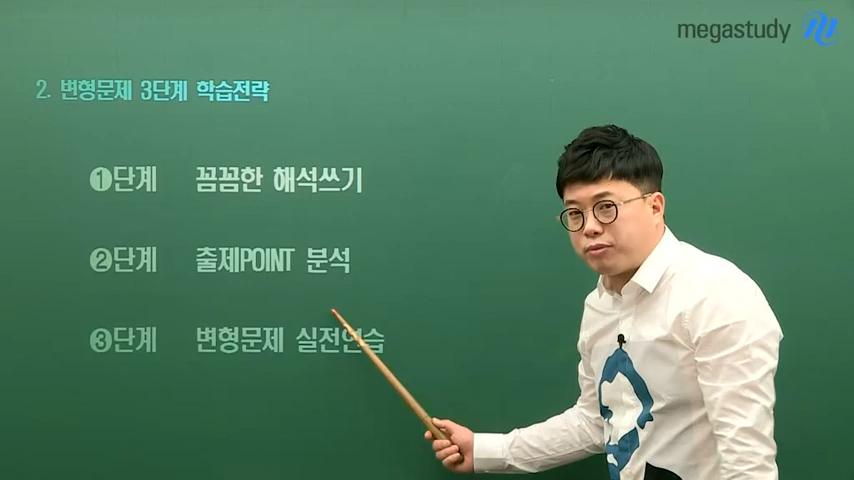 megastudy
2. 변형문제 3단계 학습전략
❶단계 꼼꼼한 해석쓰기
❷단계 출제POINT 분석
❸단계 변형문제 실전연습